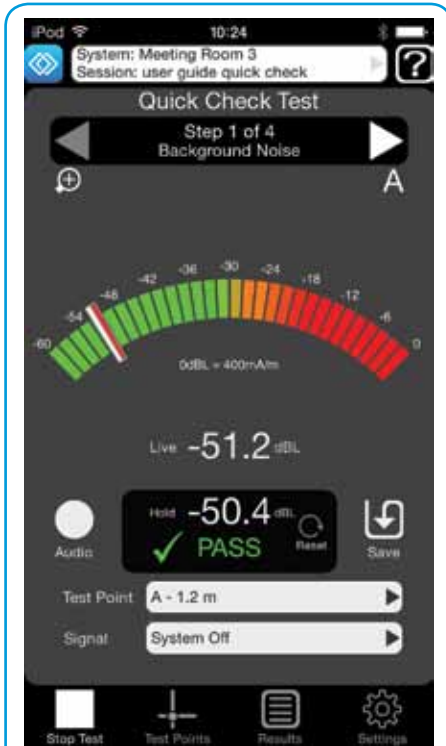 iPod 10:24
System: Meeting Room 3
Session: user guide quick check
?
Quick Check Test
Step 1 of 4
Background Noise
A
-60 -54 -48 -42 -36 -30 -24 -18 -12 -6 0
0dBL = 400mA/m
Live -51.2 dBL
Hold -50.4 dBL
PASS Reset
Audio Save
Test Point A - 1.2 m
Signal System Off
Stop Test Test Points Results Settings